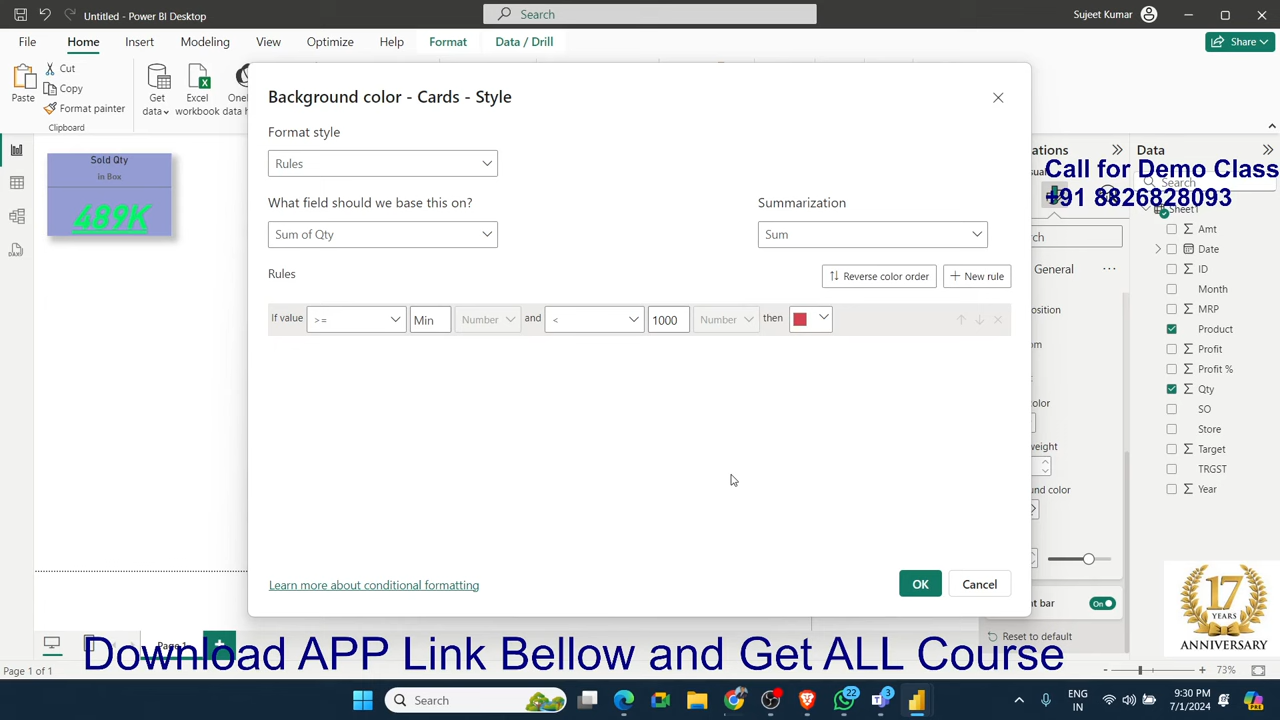 Untitled - Power BI Desktop
Search
Sujeet Kumar
File
Home
Insert
Modeling
View
Optimize
Help
Format
Data / Drill
Share
Paste
Cut
Copy
Format painter
Clipboard
Get
data
Excel
workbook
Background color - Cards - Style
Format style
Rules
What field should we base this on?
Sum of Qty
Summarization
Sum
Rules
Reverse color order
New rule
If value >= Min Number and < 1000 Number then
Learn more about conditional formatting
OK
Cancel
Sold Qty
in Box
489K
Data
Call for Demo Class
+91 8826828093
Search
Sheet1
Amt
Date
ID
Month
MRP
Product
Profit
Profit %
Qty
SO
Store
Target
TRGST
Year
General
Reset to default
Page 1
Download APP Link Bellow and Get ALL Course
17
YEARS
ANNIVERSARY
Page 1 of 1
73%
Search
22
3
ENG
IN
9:30 PM
7/1/2024